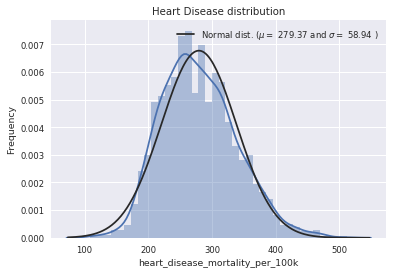 Heart Disease distribution
Normal dist. (μ = 279.37 and σ = 58.94 )
Frequency
0.007
0.006
0.005
0.004
0.003
0.002
0.001
0.000
100 200 300 400 500
heart_disease_mortality_per_100k